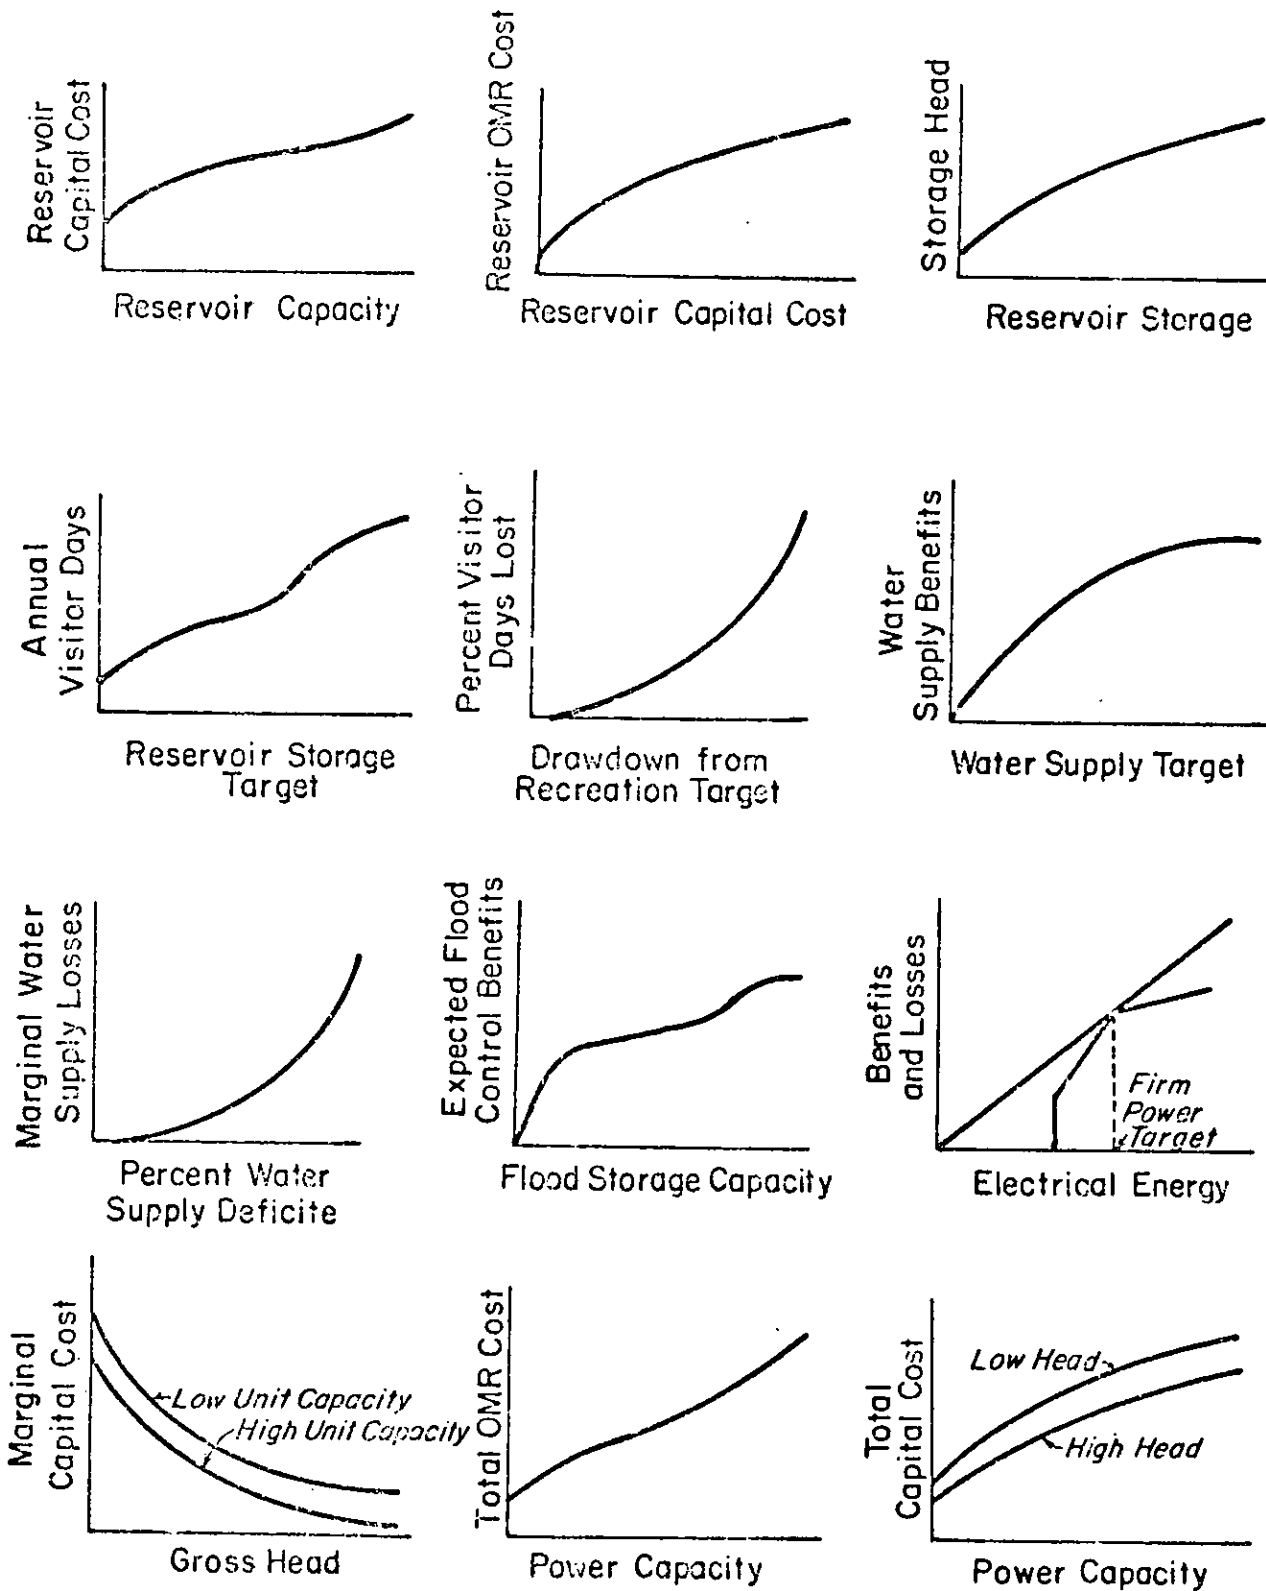 Reservoir
Capital Cost
Reservoir Capacity
Reservoir OMR Cost
Reservoir Capital Cost
Storage Head
Reservoir Storage
Annual
Visitor Days
Reservoir Storage
Target
Percent Visitor
Days Lost
Drawdown from
Recreation Target
Water
Supply Benefits
Water Supply Target
Marginal Water
Supply Losses
Percent Water
Supply Deficite
Expected Flood
Control Benefits
Flood Storage Capacity
Benefits
and Losses
Firm
Power
Target
Electrical Energy
Marginal
Capital Cost
Low Unit Capacity
High Unit Capacity
Gross Head
Total OMR Cost
Power Capacity
Total
Capital Cost
Low Head
High Head
Power Capacity